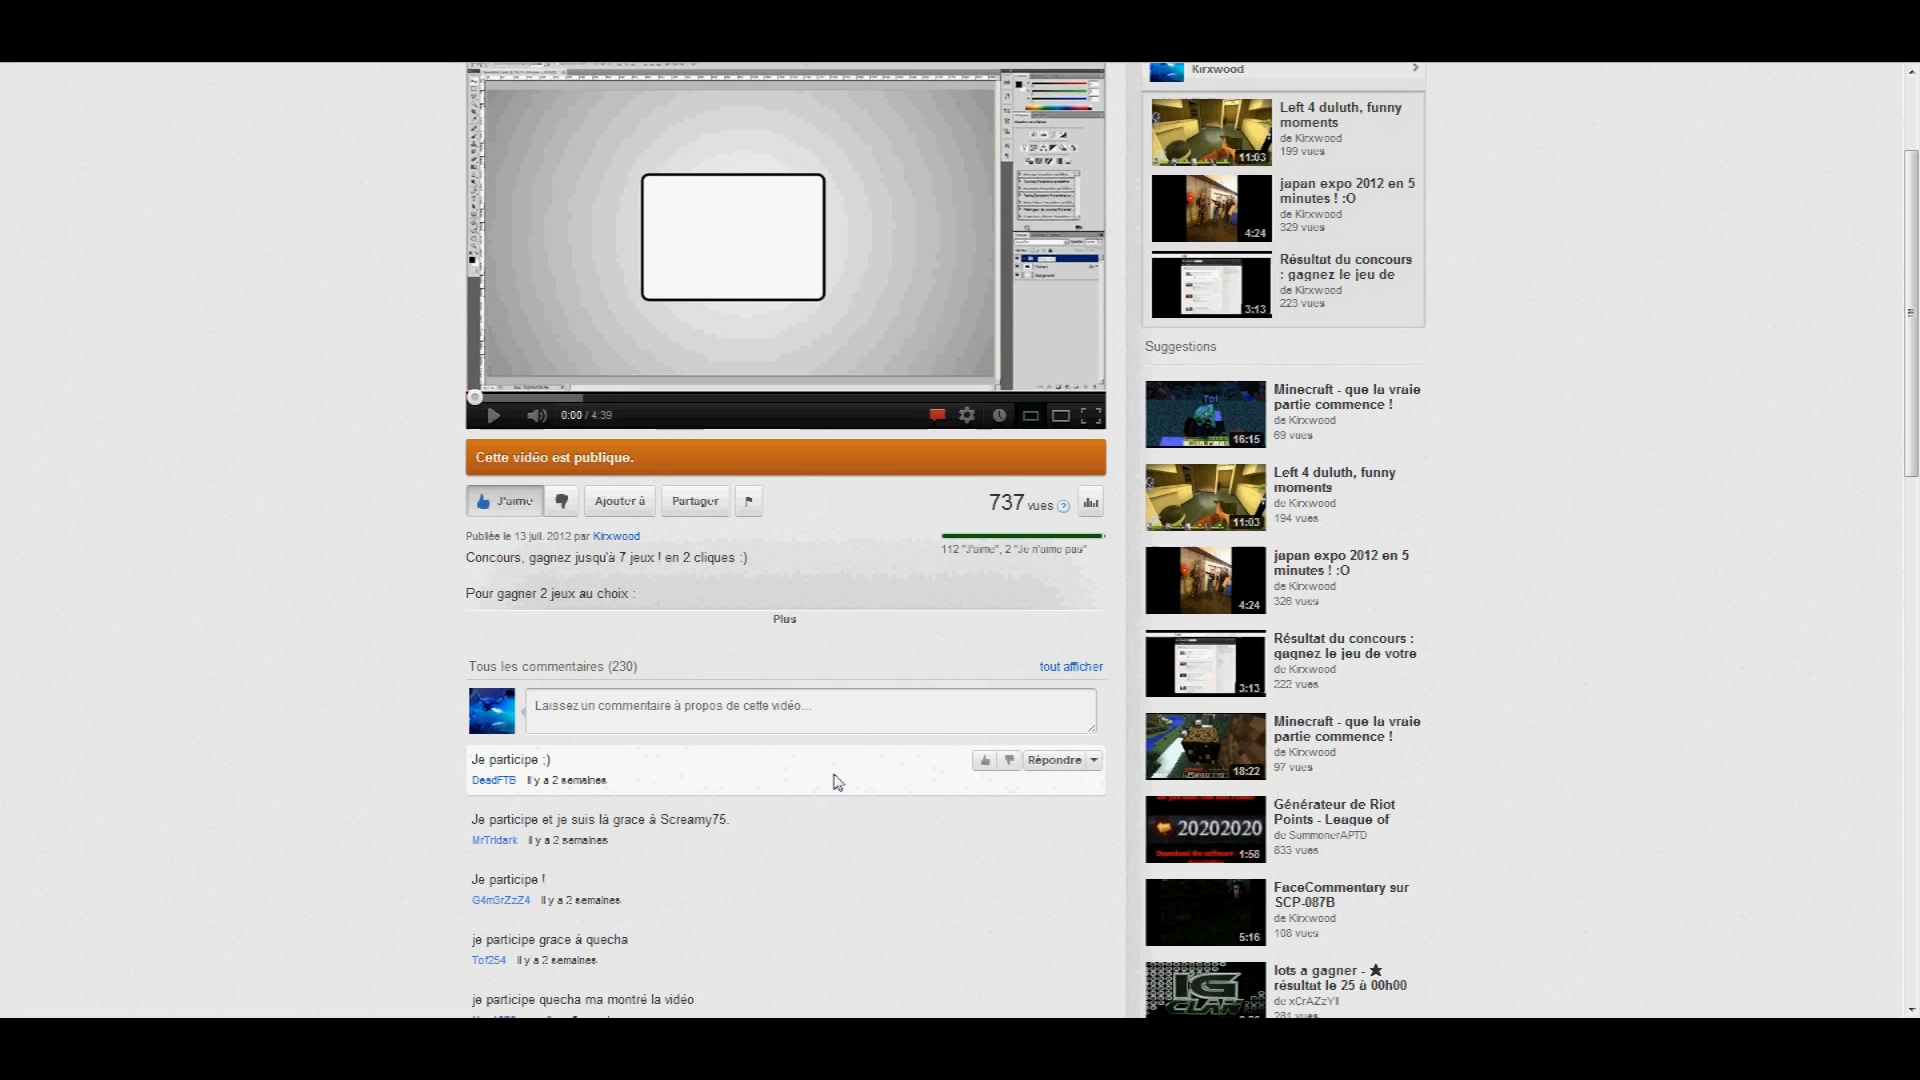 Kirxwood
Left 4 duluth, funny
moments
de Kirxwood
199 vues
11:03
japan expo 2012 en 5
minutes ! :O
de Kirxwood
329 vues
4:24
Résultat du concours
: gagnez le jeu de
de Kirxwood
223 vues
3:13
0:00 / 4:39
Cette vidéo est publique.
J'aime
Ajouter à
Partager
737 vues
Publiée le 13 juil. 2012 par Kirxwood
112 "J'aime", 2 "Je n'aime pas"
Concours, gagnez jusqu'à 7 jeux ! en 2 cliques :)
Pour gagner 2 jeux au choix :
Plus
Tous les commentaires (230)
tout afficher
Laissez un commentaire à propos de cette vidéo...
Je participe ;)
DeadFTB Il y a 2 semaines
Répondre
Je participe et je suis là grace à Screamy75.
MrTridark Il y a 2 semaines
Je participe !
G4m3rZzZ4 Il y a 2 semaines
je participe grace à quecha
Tof254 Il y a 2 semaines
je participe quecha ma montré la vidéo
Suggestions
Minecraft - que la vraie
partie commence !
de Kirxwood
69 vues
Tof
16:15
Left 4 duluth, funny
moments
de Kirxwood
194 vues
11:03
japan expo 2012 en 5
minutes ! :O
de Kirxwood
328 vues
4:24
Résultat du concours :
gagnez le jeu de votre
de Kirxwood
222 vues
3:13
Minecraft - que la vraie
partie commence !
de Kirxwood
97 vues
18:22
Générateur de Riot
Points - League of
de SummonerAPTD
833 vues
20202020
1:58
FaceCommentary sur
SCP-087B
de Kirxwood
108 vues
5:16
lots a gagner - ★
résultat le 25 à 00h00
de xCrAZzYll
281 vues
IG
CLAN